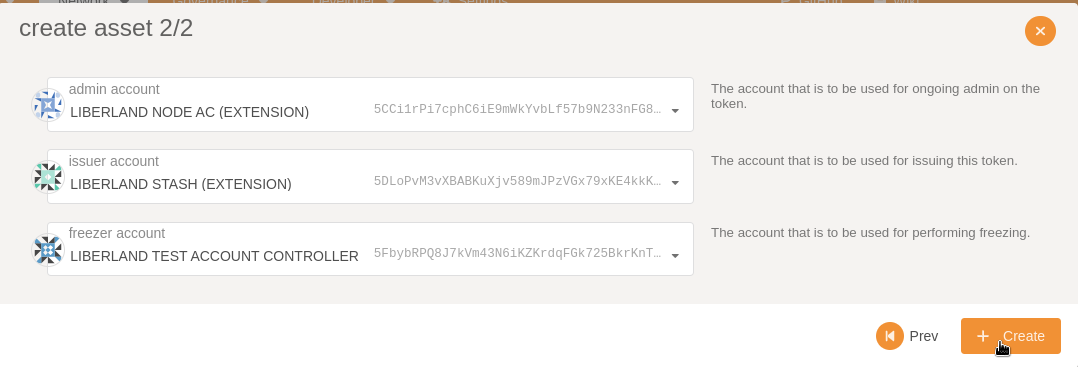 create asset 2/2
admin account
LIBERLAND NODE AC (EXTENSION)
5CCi1rPi7cphC6iE9mWkYvbLf57b9N233nFG8…
The account that is to be used for ongoing admin on the
token.
issuer account
LIBERLAND STASH (EXTENSION)
5DLoPvM3vXBABKuXjv589mJPzVGx79xKE4kkK…
The account that is to be used for issuing this token.
freezer account
LIBERLAND TEST ACCOUNT CONTROLLER
5FbybRPQ8J7kVm43N6iKZKrdqFGk725BkrKnT…
The account that is to be used for performing freezing.
Prev
Create